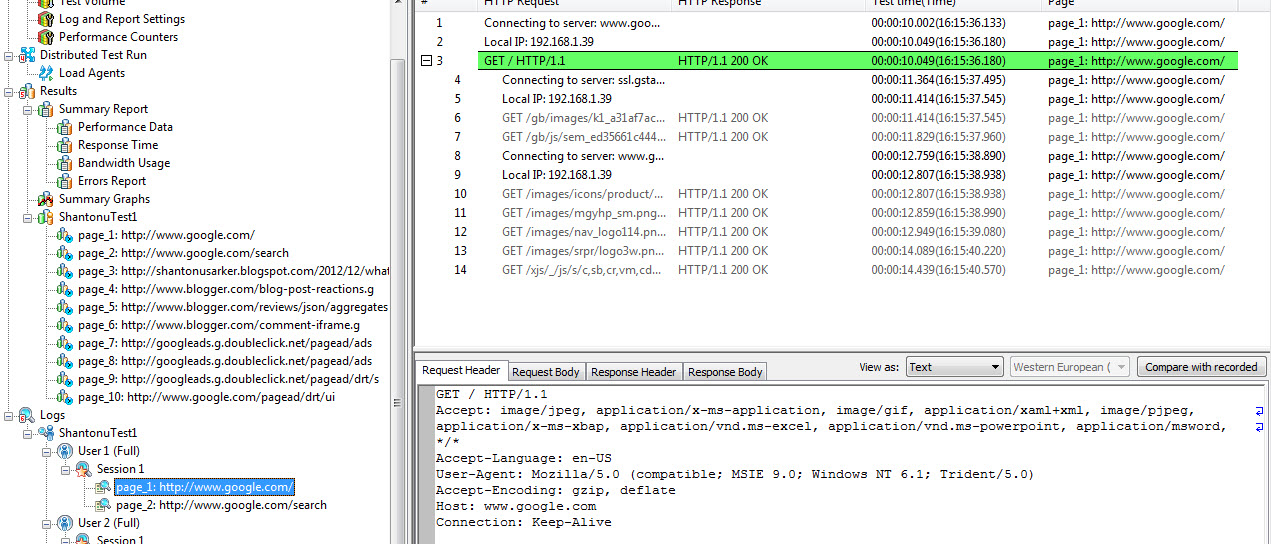 Test Volume
Log and Report Settings
Performance Counters
Distributed Test Run
Load Agents
Results
Summary Report
Performance Data
Response Time
Bandwidth Usage
Errors Report
Summary Graphs
ShantonuTest1
page_1: http://www.google.com/
page_2: http://www.google.com/search
page_3: http://shantonusarker.blogspot.com/2012/12/what
page_4: http://www.blogger.com/blog-post-reactions.g
page_5: http://www.blogger.com/reviews/json/aggregates
page_6: http://www.blogger.com/comment-iframe.g
page_7: http://googleads.g.doubleclick.net/pagead/ads
page_8: http://googleads.g.doubleclick.net/pagead/ads
page_9: http://googleads.g.doubleclick.net/pagead/drt/s
page_10: http://www.google.com/pagead/drt/ui
Logs
ShantonuTest1
User 1 (Full)
Session 1
page_1: http://www.google.com/
page_2: http://www.google.com/search
User 2 (Full)
Session 1
# HTTP Request HTTP Response Test time(Time) Page
1 Connecting to server: www.goo... 00:00:10.002(16:15:36.133) page_1: http://www.google.com/
2 Local IP: 192.168.1.39 00:00:10.049(16:15:36.180) page_1: http://www.google.com/
3 GET / HTTP/1.1 HTTP/1.1 200 OK 00:00:10.049(16:15:36.180) page_1: http://www.google.com/
4 Connecting to server: ssl.gsta... 00:00:11.364(16:15:37.495) page_1: http://www.google.com/
5 Local IP: 192.168.1.39 00:00:11.414(16:15:37.545) page_1: http://www.google.com/
6 GET /gb/images/k1_a31af7ac... HTTP/1.1 200 OK 00:00:11.414(16:15:37.545) page_1: http://www.google.com/
7 GET /gb/js/sem_ed35661c444... HTTP/1.1 200 OK 00:00:11.829(16:15:37.960) page_1: http://www.google.com/
8 Connecting to server: www.g... 00:00:12.759(16:15:38.890) page_1: http://www.google.com/
9 Local IP: 192.168.1.39 00:00:12.807(16:15:38.938) page_1: http://www.google.com/
10 GET /images/icons/product/... HTTP/1.1 200 OK 00:00:12.807(16:15:38.938) page_1: http://www.google.com/
11 GET /images/mgyhp_sm.png... HTTP/1.1 200 OK 00:00:12.859(16:15:38.990) page_1: http://www.google.com/
12 GET /images/nav_logo114.pn... HTTP/1.1 200 OK 00:00:12.949(16:15:39.080) page_1: http://www.google.com/
13 GET /images/srpr/logo3w.pn... HTTP/1.1 200 OK 00:00:14.089(16:15:40.220) page_1: http://www.google.com/
14 GET /xjs/_/js/s/c,sb,cr,vm,cd... HTTP/1.1 200 OK 00:00:14.439(16:15:40.570) page_1: http://www.google.com/
Request Header Request Body Response Header Response Body View as: Text Western European ( Compare with recorded
GET / HTTP/1.1
Accept: image/jpeg, application/x-ms-application, image/gif, application/xaml+xml, image/pjpeg,
application/x-ms-xbap, application/vnd.ms-excel, application/vnd.ms-powerpoint, application/msword,
*/*
Accept-Language: en-US
User-Agent: Mozilla/5.0 (compatible; MSIE 9.0; Windows NT 6.1; Trident/5.0)
Accept-Encoding: gzip, deflate
Host: www.google.com
Connection: Keep-Alive